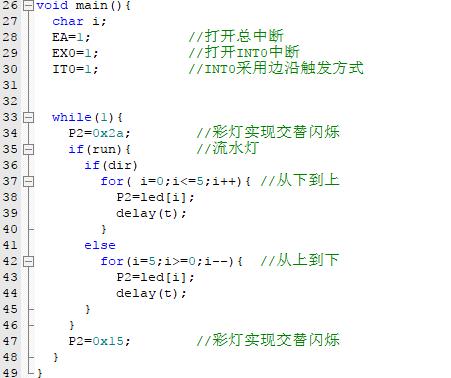 26 void main(){
27   char i;
28   EA=1;            //打开总中断
29   EX0=1;           //打开INT0中断
30   IT0=1;           //INT0采用边沿触发方式
31
32
33   while(1){
34     P2=0x2a;        //彩灯实现交替闪烁
35     if(run){        //流水灯
36       if(dir)
37         for( i=0;i<=5;i++){ //从下到上
38           P2=led[i];
39           delay(t);
40         }
41       else
42         for(i=5;i>=0;i--){  //从上到下
43           P2=led[i];
44           delay(t);
45       }
46     }
47     P2=0x15;        //彩灯实现交替闪烁
48   }
49 }